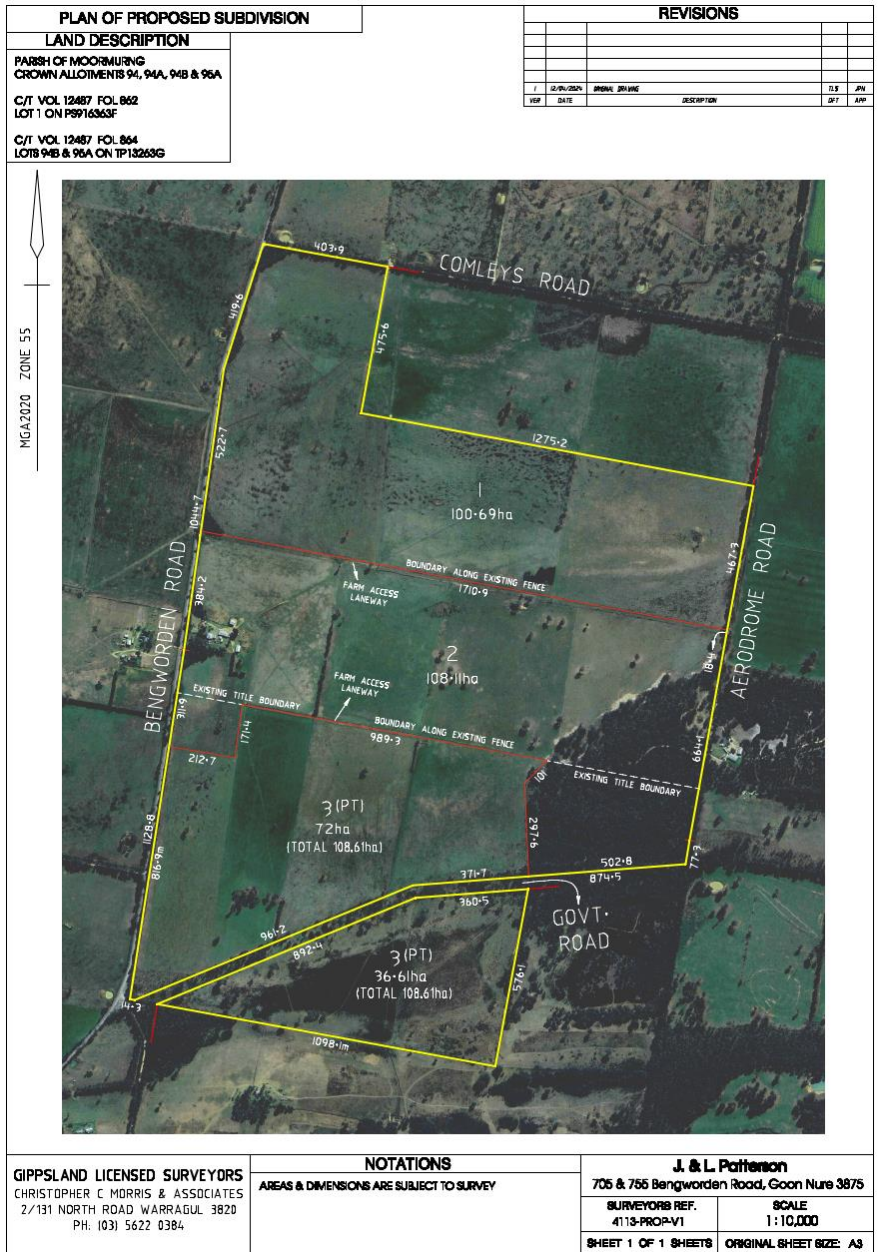 PLAN OF PROPOSED SUBDIVISION
LAND DESCRIPTION
PARISH OF MOORMURNG
CROWN ALLOTMENTS 94, 94A, 94B & 95A
C/T VOL 12487 FOL 862
LOT 1 ON PS916363F
C/T VOL 12487 FOL 864
LOTS 94B & 95A ON TP13263G
REVISIONS
1 12/04/2024 ORIGINAL DRAWING TLS JPN
VER DATE DESCRIPTION DFT APP
MGA2020 ZONE 55
403.9
COMLEYS ROAD
419.6
475.6
1275.2
522.7
1
100.69ha
1044.7
467.3
BENGWORDEN ROAD
AERODROME ROAD
BOUNDARY ALONG EXISTING FENCE
1710.9
FARM ACCESS
LANEWAY
384.2
2
108.11ha
18.4
FARM ACCESS
LANEWAY
EXISTING TITLE BOUNDARY
311.9
171.4
BOUNDARY ALONG EXISTING FENCE
989.3
664.1
212.7
101
EXISTING TITLE BOUNDARY
3(PT)
72ha
(TOTAL 108.61ha)
297.6
1128.8
816.9m
77.3
502.8
371.7
874.5
360.5
GOVT.
ROAD
961.2
892.4
3(PT)
36.61ha
(TOTAL 108.61ha)
576.1
14.3
1098.1m
GIPPSLAND LICENSED SURVEYORS
CHRISTOPHER C MORRIS & ASSOCIATES
2/131 NORTH ROAD WARRAGUL 3820
PH: (03) 5622 0384
NOTATIONS
AREAS & DIMENSIONS ARE SUBJECT TO SURVEY
J. & L. Patterson
705 & 755 Bengworden Road, Goon Nure 3875
SURVEYORS REF.
4113-PROP-V1
SCALE
1:10,000
SHEET 1 OF 1 SHEETS
ORIGINAL SHEET SIZE: A3